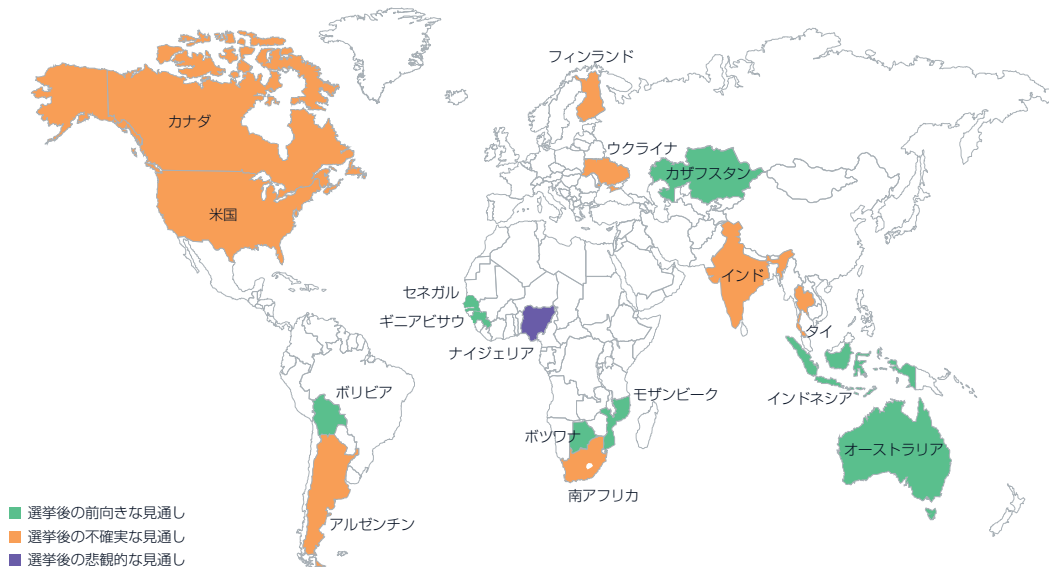 フィンランド
カナダ
ウクライナ
カザフスタン
米国
インド
セネガル
ギニアビサウ
タイ
ナイジェリア
ボリビア
モザンビーク
インドネシア
ボツワナ
オーストラリア
南アフリカ
アルゼンチン
選挙後の前向きな見通し
選挙後の不確実な見通し
選挙後の悲観的な見通し